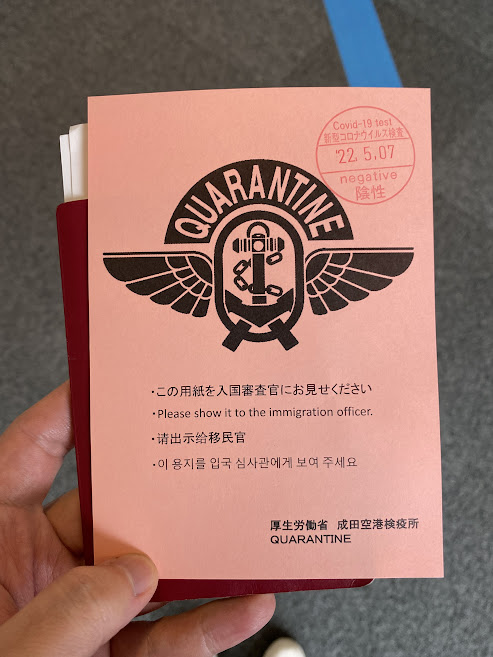 Covid-19 test
新型コロナウイルス検査
'22. 5.07
negative
陰性
QUARANTINE
・この用紙を入国審査官にお見せください
・Please show it to the immigration officer.
・请出示给移民官
・이 용지를 입국 심사관에게 보여 주세요
厚生労働省 成田空港検疫所
QUARANTINE